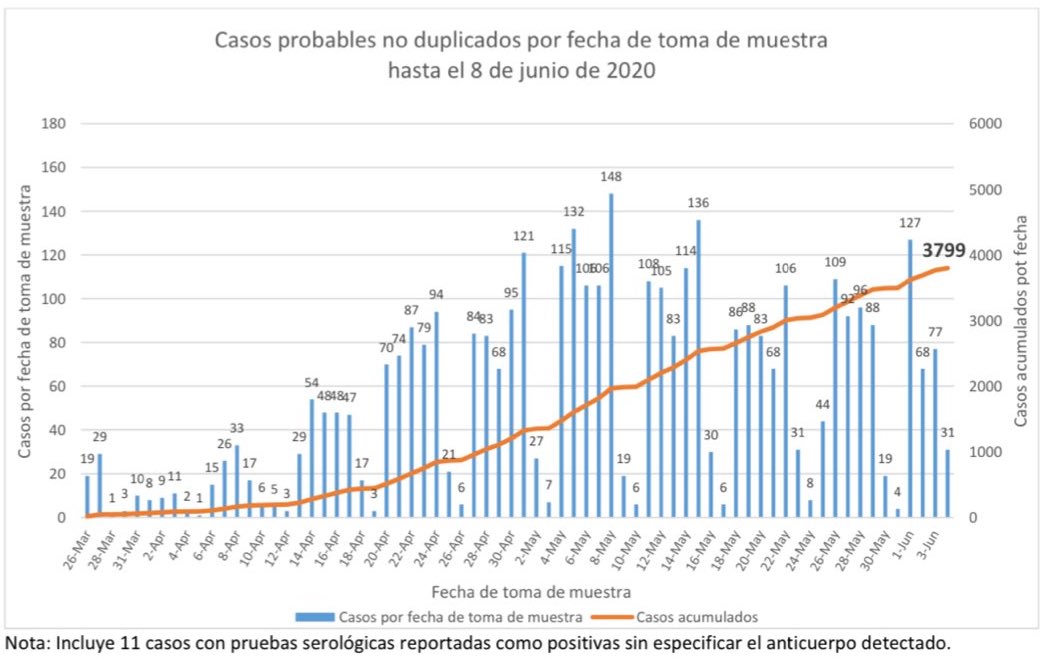 Casos probables no duplicados por fecha de toma de muestra
hasta el 8 de junio de 2020
Casos por fecha de toma de muestra
180
160
140
120
100
80
60
40
20
0
19
29
1
3
10
8
9
11
2
1
15
26
33
17
6
5
3
29
54
48
48
47
17
3
70
74
87
79
94
21
6
84
83
68
95
121
27
7
115
132
106
106
148
19
6
108
105
83
114
136
30
6
86
88
83
68
106
31
8
44
109
92
96
88
19
4
127
68
77
31
3799
6000
5000
4000
3000
2000
1000
0
Casos acumulados pot fecha
26-Mar
28-Mar
31-Mar
2-Apr
4-Apr
6-Apr
8-Apr
10-Apr
12-Apr
14-Apr
16-Apr
18-Apr
20-Apr
22-Apr
24-Apr
26-Apr
28-Apr
30-Apr
2-May
4-May
6-May
8-May
10-May
12-May
14-May
16-May
18-May
20-May
22-May
24-May
26-May
28-May
30-May
1-Jun
3-Jun
Fecha de toma de muestra
Casos por fecha de toma de muestra
Casos acumulados
Nota: Incluye 11 casos con pruebas serológicas reportadas como positivas sin especificar el anticuerpo detectado.